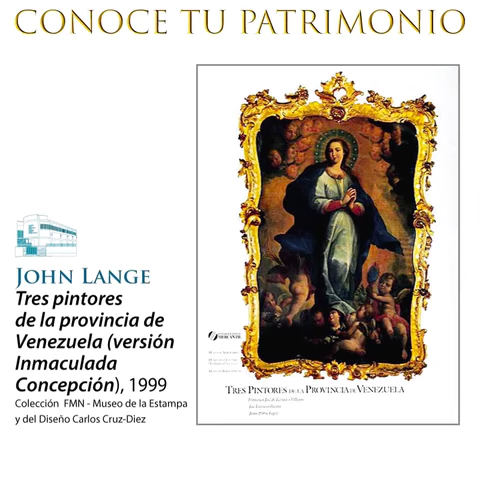 CONOCE TU PATRIMONIO
JOHN LANGE
Tres pintores
de la provincia de
Venezuela (versión
Inmaculada
Concepción), 1999
Colección FMN - Museo de la Estampa
y del Diseño Carlos Cruz-Diez
MERCANTIL
TRES PINTORES DE LA PROVINCIA DE VENEZUELA